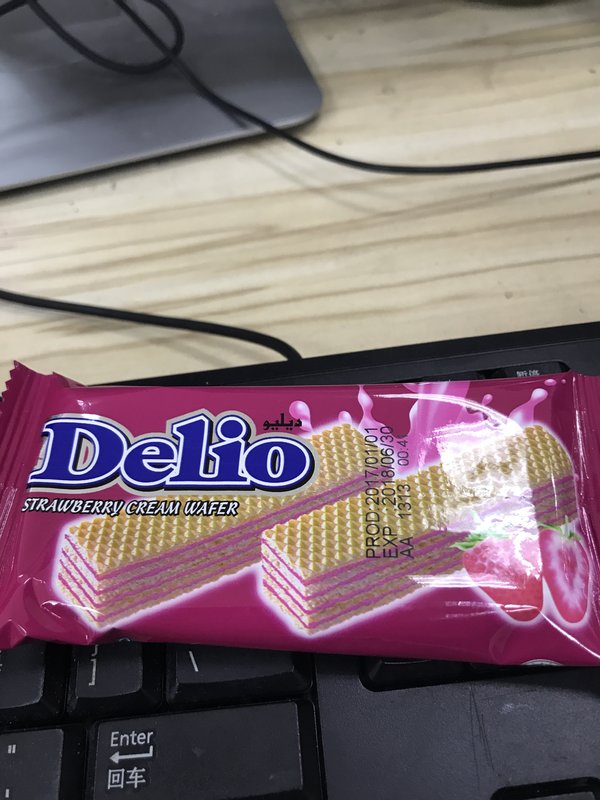 ديليو
Delio
STRAWBERRY CREAM WAFER
PROD 2017/01/01
EXP 2018/06/30
AA 1313 00:4
Enter
回车